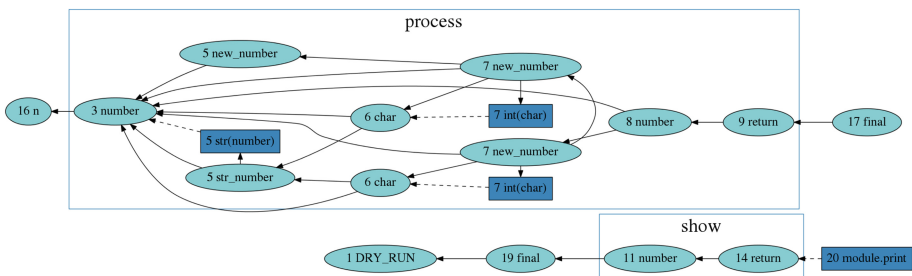 process
5 new_number
7 new_number
16 n
3 number
6 char
7 int(char)
8 number
9 return
17 final
5 str(number)
7 new_number
5 str_number
6 char
7 int(char)
show
1 DRY_RUN
19 final
11 number
14 return
20 module.print